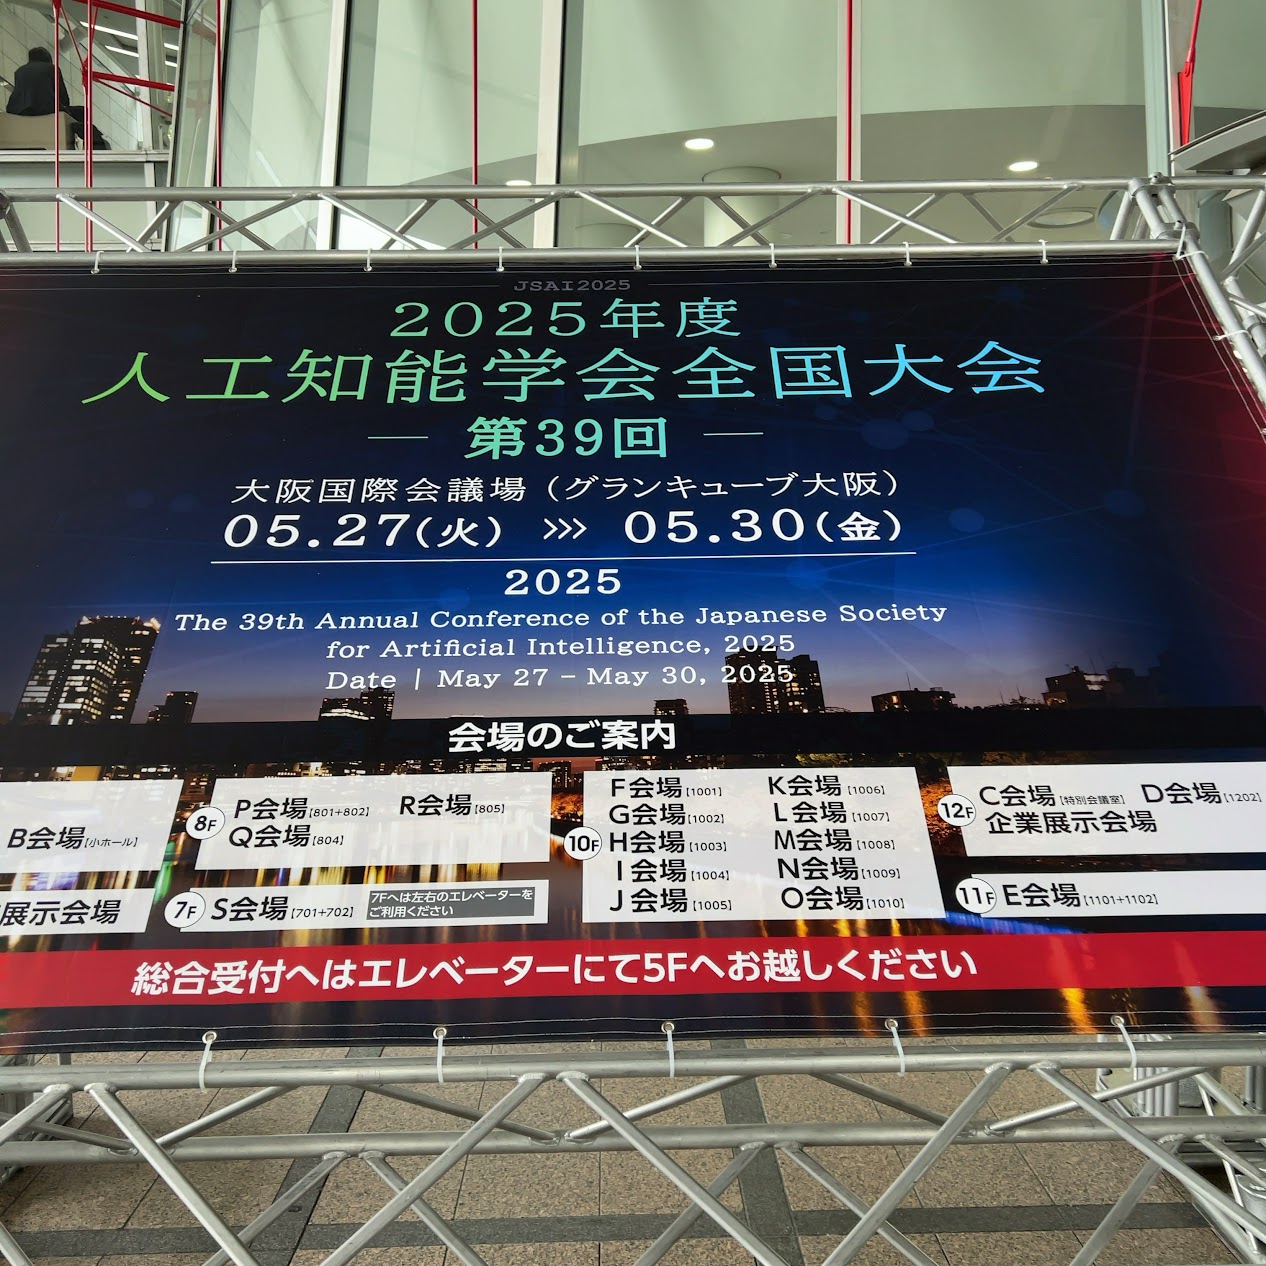 JSAI2025
2025年度
人工知能学会全国大会
― 第39回 ―
大阪国際会議場（グランキューブ大阪）
05.27(火) >>> 05.30(金)
2025
The 39th Annual Conference of the Japanese Society
for Artificial Intelligence, 2025
Date | May 27 – May 30, 2025
会場のご案内
B会場[小ホール]
展示会場
8F
P会場[801+802] R会場[805]
Q会場[804]
7F
S会場[701+702]
7Fへは左右のエレベーターを
ご利用ください
10F
F会場[1001] K会場[1006]
G会場[1002] L会場[1007]
H会場[1003] M会場[1008]
I会場[1004] N会場[1009]
J会場[1005] O会場[1010]
12F
C会場[特別会議室] D会場[1202]
企業展示会場
11F
E会場[1101+1102]
総合受付へはエレベーターにて5Fへお越しください